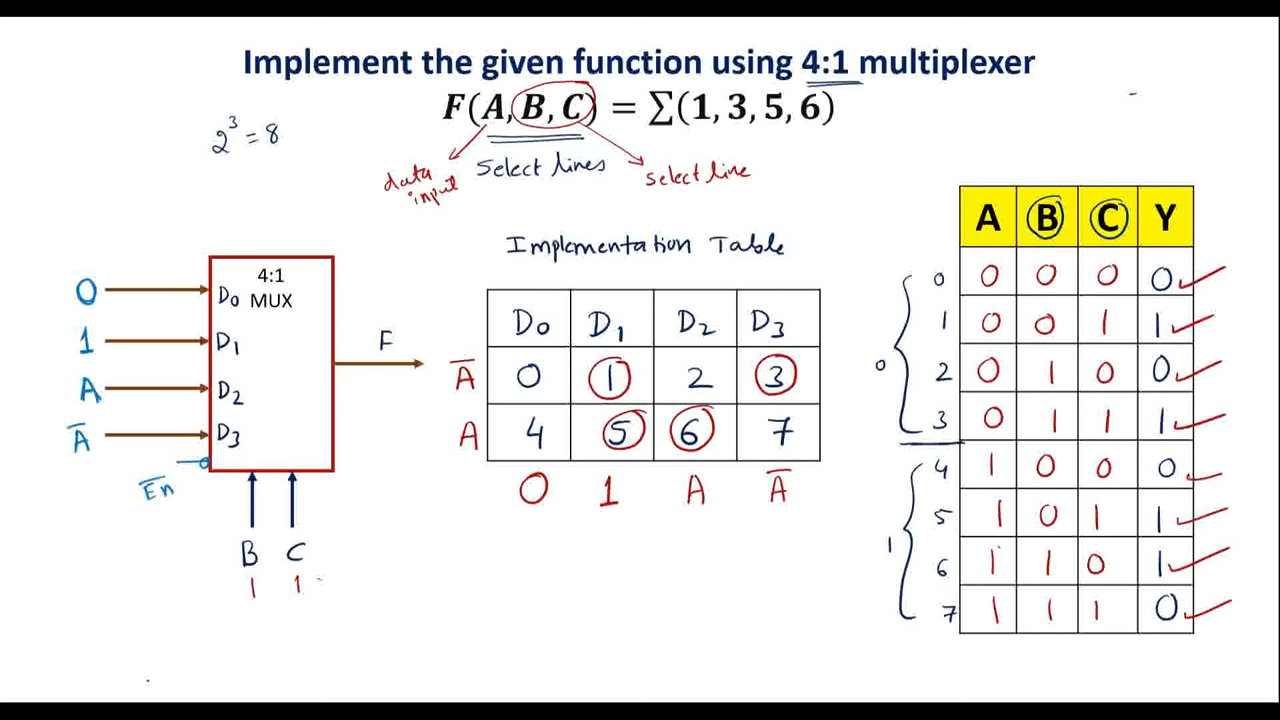 Implement the given function using 4:1 multiplexer
F(A, B, C) = ∑(1, 3, 5, 6)
2³ = 8
data input
Select lines
select line
Implementation Table
D₀ D₁ D₂ D₃
A̅ 0 1 2 3
A 4 5 6 7
0 1 A A̅
4:1
MUX
0 D₀
1 D₁
A D₂
A̅ D₃
E̅n̅
F
B C
1 1
A B C Y
0 0 0 0 0
1 0 0 1 1
2 0 1 0 0
3 0 1 1 1
0
4 1 0 0 0
5 1 0 1 1
6 1 1 0 1
7 1 1 1 0
1